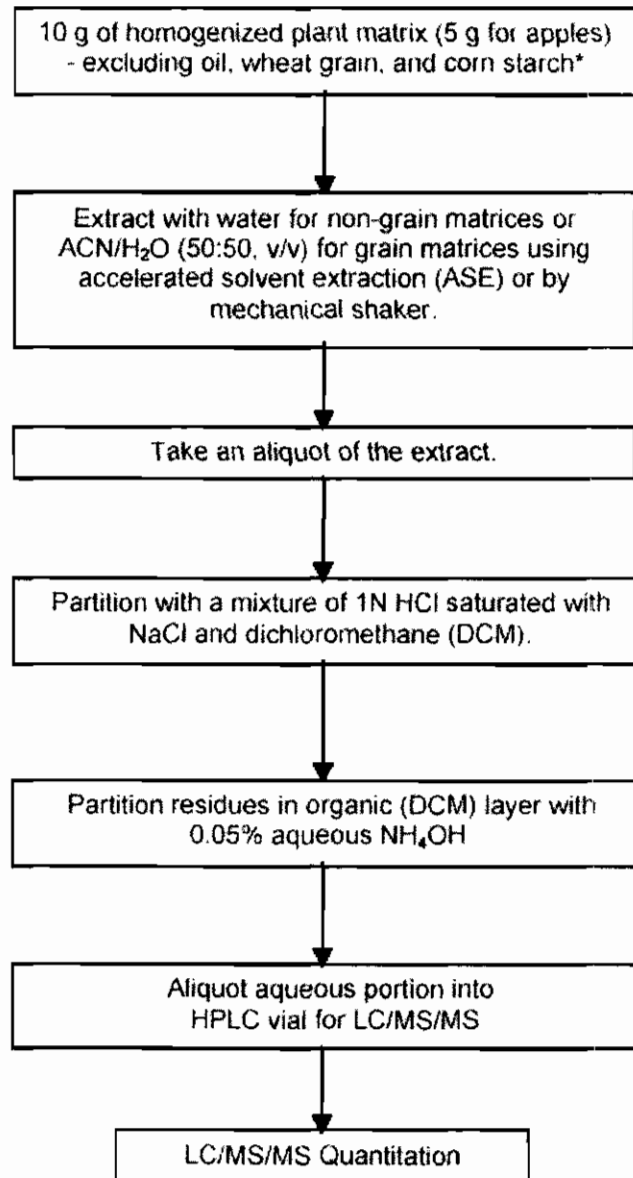 10 g of homogenized plant matrix (5 g for apples)
- excluding oil, wheat grain, and corn starch*
Extract with water for non-grain matrices or
ACN/H₂O (50:50, v/v) for grain matrices using
accelerated solvent extraction (ASE) or by
mechanical shaker.
Take an aliquot of the extract.
Partition with a mixture of 1N HCl saturated with
NaCl and dichloromethane (DCM).
Partition residues in organic (DCM) layer with
0.05% aqueous NH₄OH
Aliquot aqueous portion into
HPLC vial for LC/MS/MS
LC/MS/MS Quantitation